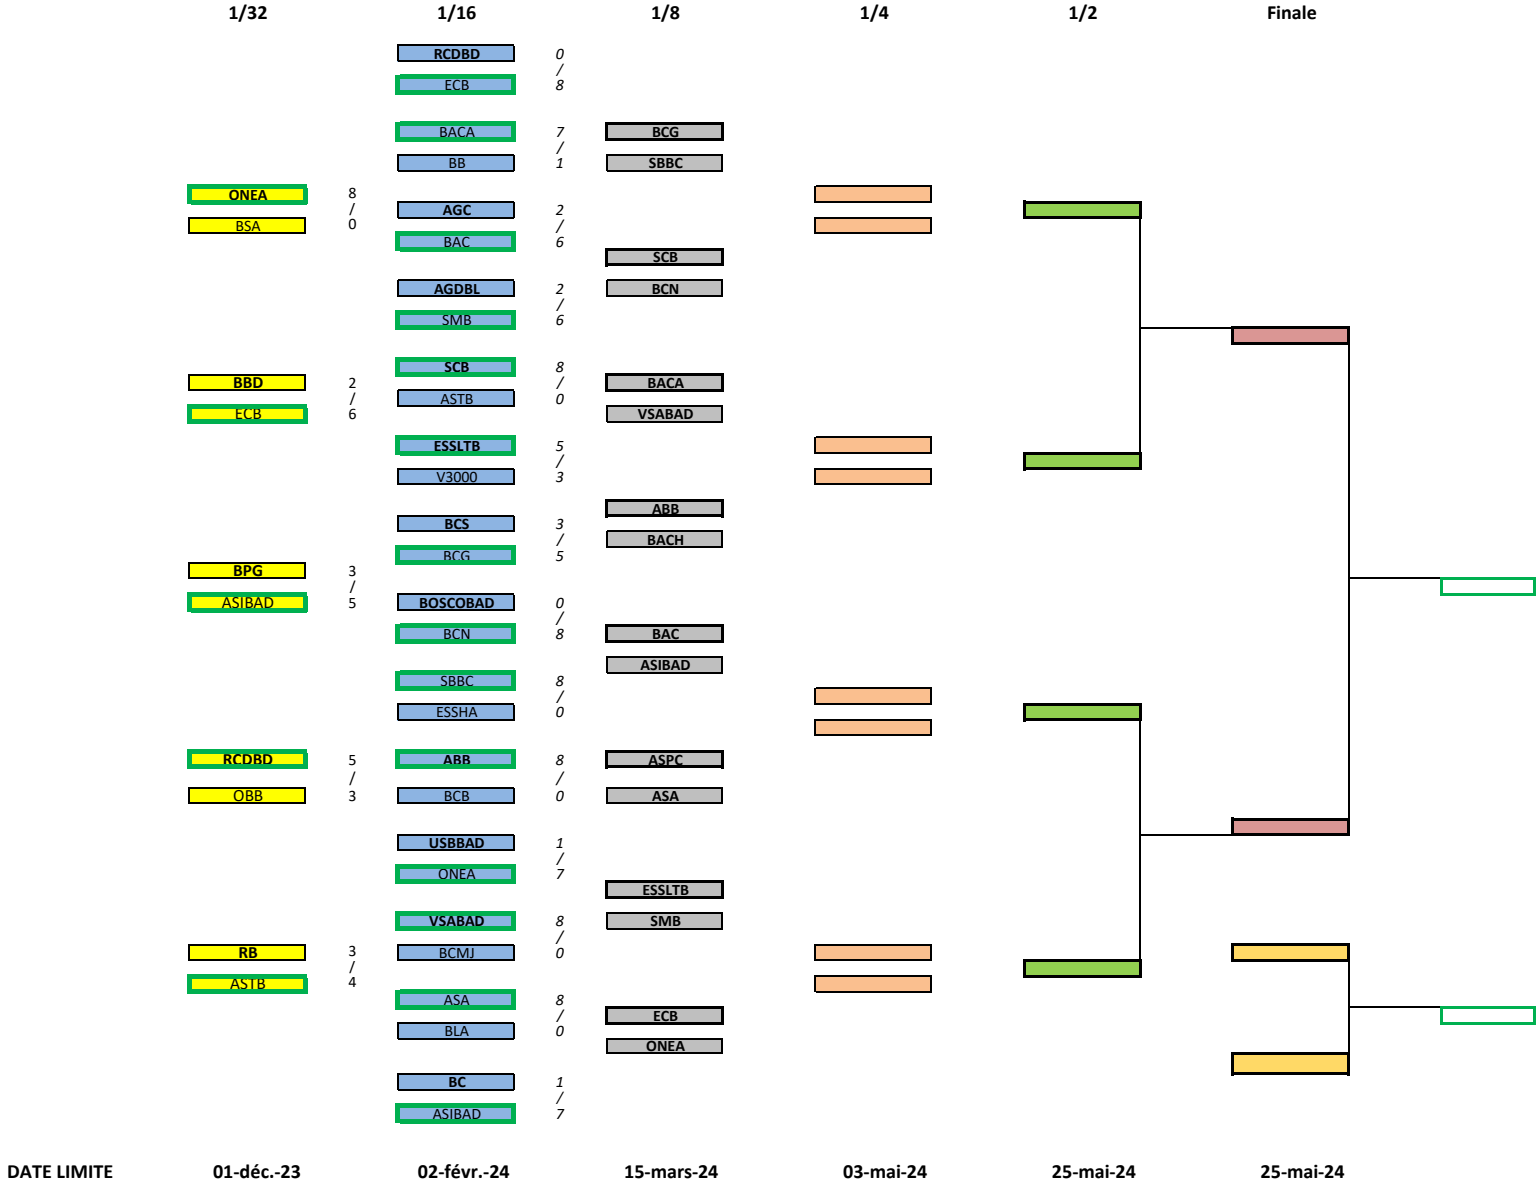 1/32 1/16 1/8 1/4 1/2 Finale
RCDBD 0
/
ECB 8
BACA 7 BCG
/
BB 1 SBBC
ONEA 8
/ AGC 2
BSA 0 /
BAC 6
SCB
AGDBL 2 BCN
/
SMB 6
SCB 8
BBD 2 / BACA
/ ASTB 0
ECB 6 VSABAD
ESSLTB 5
/
V3000 3
ABB
BCS 3
/ BACH
BCG 5
BPG 3
/
ASIBAD 5 BOSCOBAD 0
/
BCN 8 BAC
ASIBAD
SBBC 8
/
ESSHA 0
RCDBD 5 ABB 8 ASPC
/ /
OBB 3 BCB 0 ASA
USBBAD 1
/
ONEA 7
ESSLTB
VSABAD 8 SMB
/
RB 3 BCMJ 0
/
ASTB 4
ASA 8
/ ECB
BLA 0
ONEA
BC 1
/
ASIBAD 7
DATE LIMITE 01-déc.-23 02-févr.-24 15-mars-24 03-mai-24 25-mai-24 25-mai-24